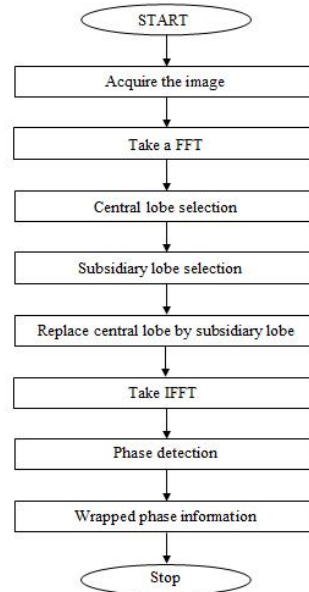 START
Acquire the image
Take a FFT
Central lobe selection
Subsidiary lobe selection
Replace central lobe by subsidiary lobe
Take IFFT
Phase detection
Wrapped phase information
Stop